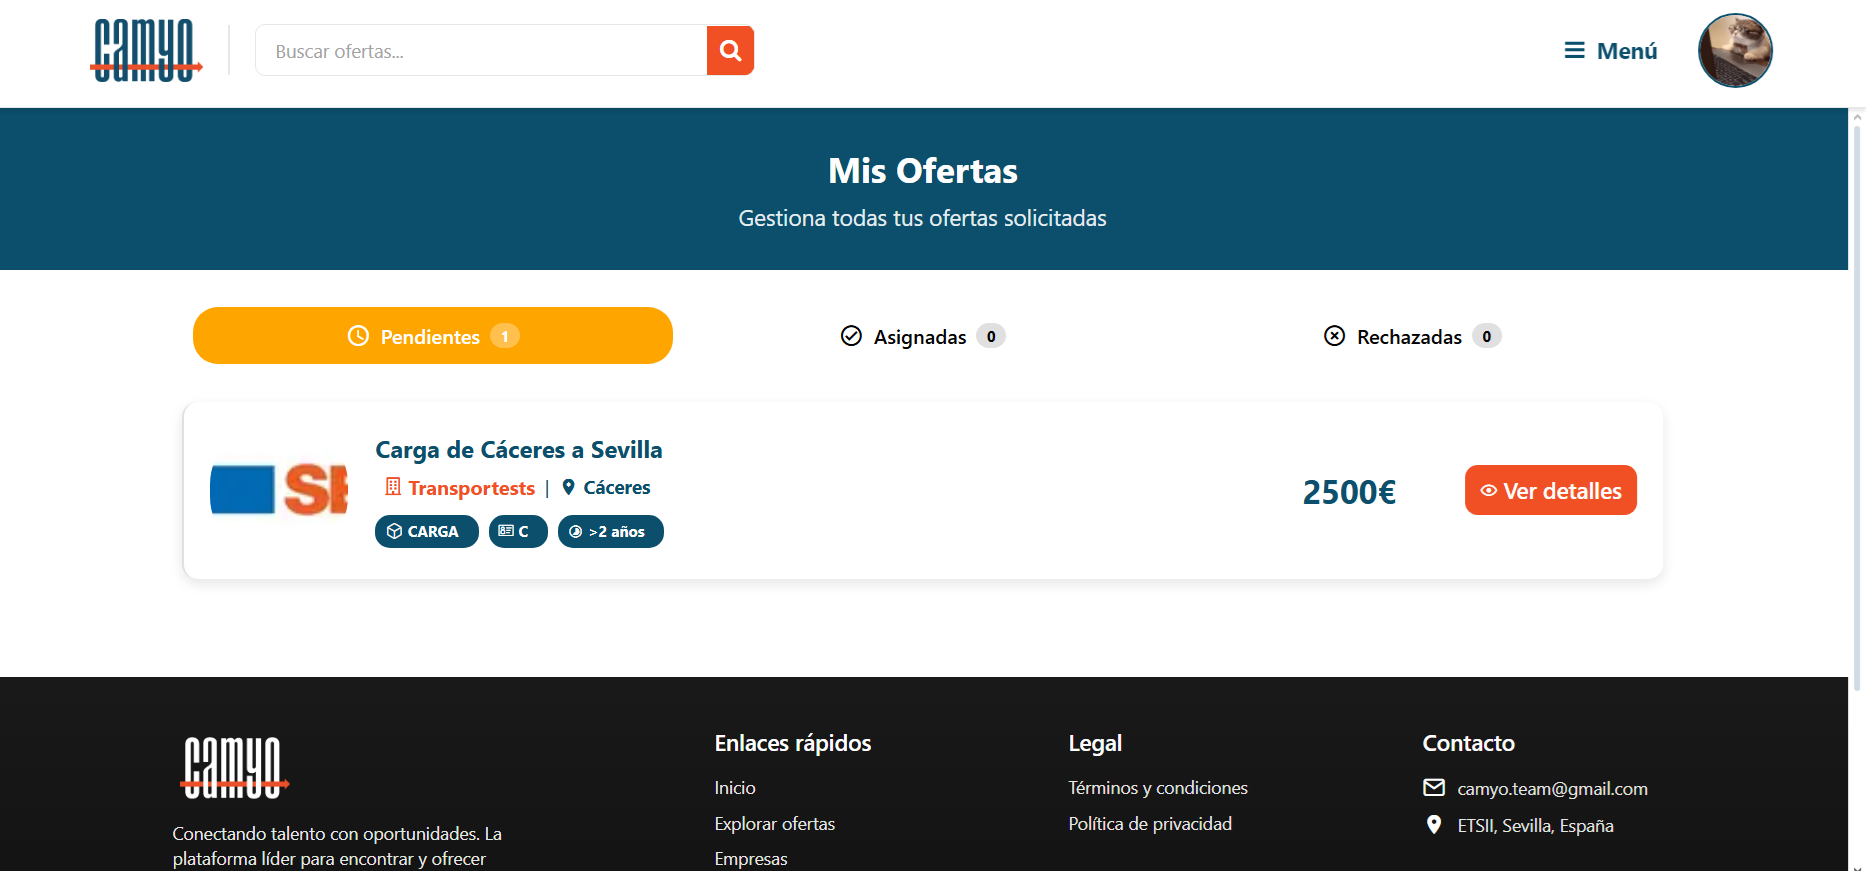 camyo
Buscar ofertas...
Menú
Mis Ofertas
Gestiona todas tus ofertas solicitadas
Pendientes 1
Asignadas 0
Rechazadas 0
Carga de Cáceres a Sevilla
Transportests | Cáceres
CARGA C >2 años
2500€
Ver detalles
camyo
Conectando talento con oportunidades. La
plataforma líder para encontrar y ofrecer
Enlaces rápidos
Inicio
Explorar ofertas
Empresas
Legal
Términos y condiciones
Política de privacidad
Contacto
camyo.team@gmail.com
ETSII, Sevilla, España